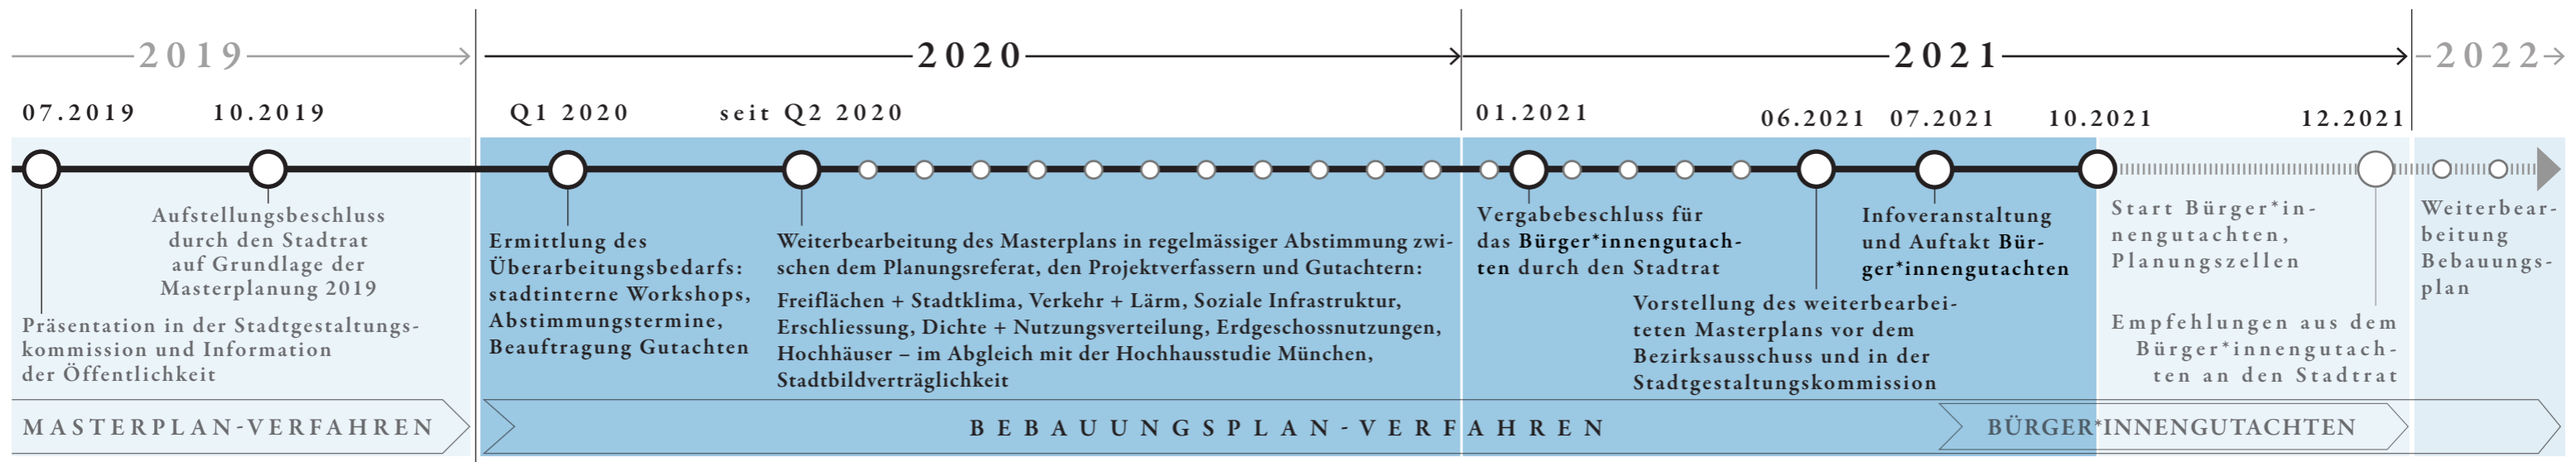 2019
2020
2021
2022
07.2019
10.2019
Q1 2020
seit Q2 2020
01.2021
06.2021
07.2021
10.2021
12.2021
Präsentation in der Stadtgestaltungs-
kommission und Information
der Öffentlichkeit
Aufstellungsbeschluss
durch den Stadtrat
auf Grundlage der
Masterplanung 2019
Ermittlung des
Überarbeitungsbedarfs:
stadtinterne Workshops,
Abstimmungstermine,
Beauftragung Gutachten
Weiterbearbeitung des Masterplans in regelmässiger Abstimmung zwi-
schen dem Planungsreferat, den Projektverfassern und Gutachtern:
Freiflächen + Stadtklima, Verkehr + Lärm, Soziale Infrastruktur,
Erschliessung, Dichte + Nutzungsverteilung, Erdgeschossnutzungen,
Hochhäuser – im Abgleich mit der Hochhausstudie München,
Stadtbildverträglichkeit
Vergabebeschluss für
das Bürger*innengutach-
ten durch den Stadtrat
Vorstellung des weiterbearbei-
teten Masterplans vor dem
Bezirksausschuss und in der
Stadtgestaltungskommission
Infoveranstaltung
und Auftakt Bür-
ger*innengutachten
Start Bürger*in-
nengutachten,
Planungszellen
Empfehlungen aus dem
Bürger*innengutach-
ten an den Stadtrat
Weiterbear-
beitung
Bebauungs-
plan
MASTERPLAN-VERFAHREN
BEBAUUNGSPLAN-VERFAHREN
BÜRGER*INNENGUTACHTEN